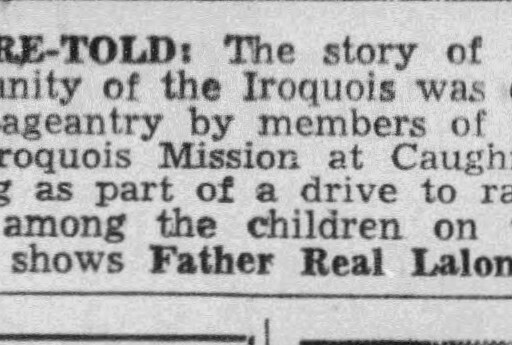 RE-TOLD: The story of
unity of the Iroquois was
ageantry by members of
roquois Mission at Caughn
g as part of a drive to ra
among the children on
shows Father Real Lalon